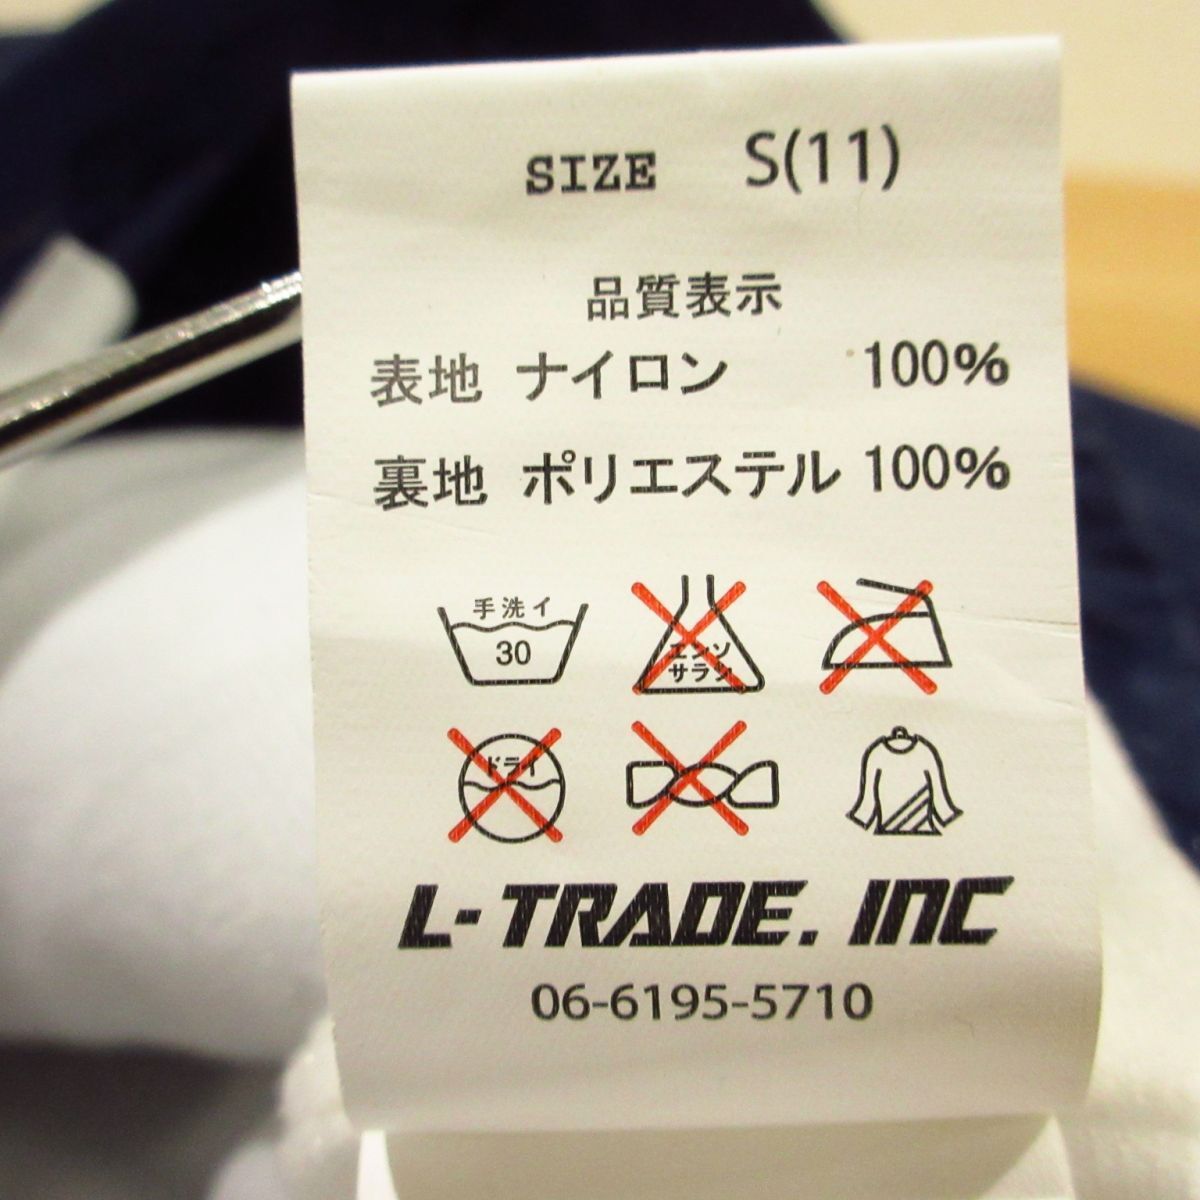 SIZE S(11)
品質表示
表地 ナイロン 100%
裏地 ポリエステル 100%
手洗イ
30
エンソ
サラシ
ドライ
L-TRADE. INC
06-6195-5710